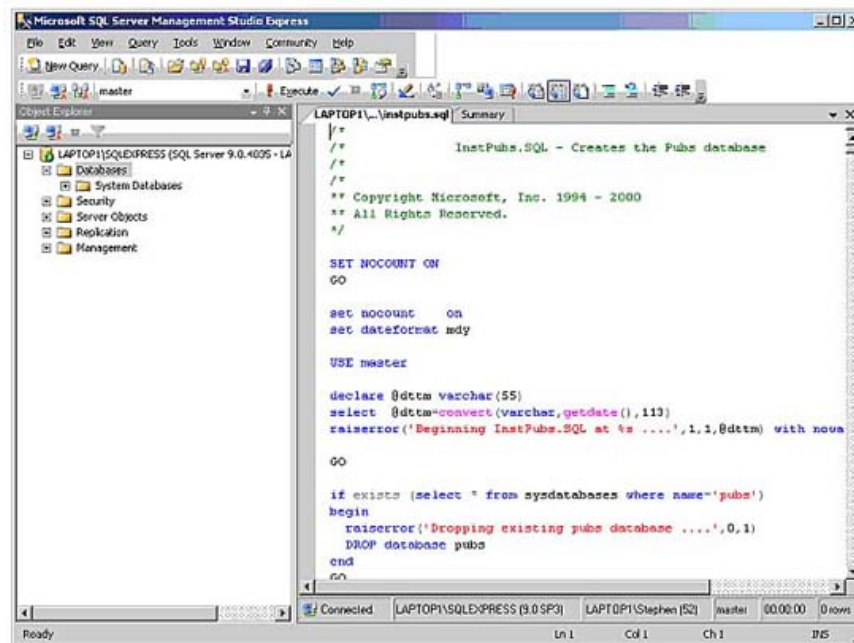 Microsoft SQL Server Management Studio Express
File Edit View Query Tools Window Community Help
New Query
master Execute
Object Explorer
LAPTOP1\SQLEXPRESS (SQL Server 9.0.4035 - LA
Databases
System Databases
Security
Server Objects
Replication
Management
LAPTOP1\...\instpubs.sql Summary
/*
/* InstPubs.SQL - Creates the Pubs database
/*
/*
** Copyright Microsoft, Inc. 1994 - 2000
** All Rights Reserved.
*/
SET NOCOUNT ON
GO
set nocount on
set dateformat mdy
USE master
declare @dttm varchar(55)
select @dttm=convert(varchar,getdate(),113)
raiserror('Beginning InstPubs.SQL at %s ....',1,1,@dttm) with nowa
GO
if exists (select * from sysdatabases where name='pubs')
begin
raiserror('Dropping existing pubs database ....',0,1)
DROP database pubs
end
GO
Connected LAPTOP1\SQLEXPRESS (9.0 SP3) LAPTOP1\Stephen (52) master 00:00:00 0 rows
Ready Ln 1 Col 1 Ch 1 INS